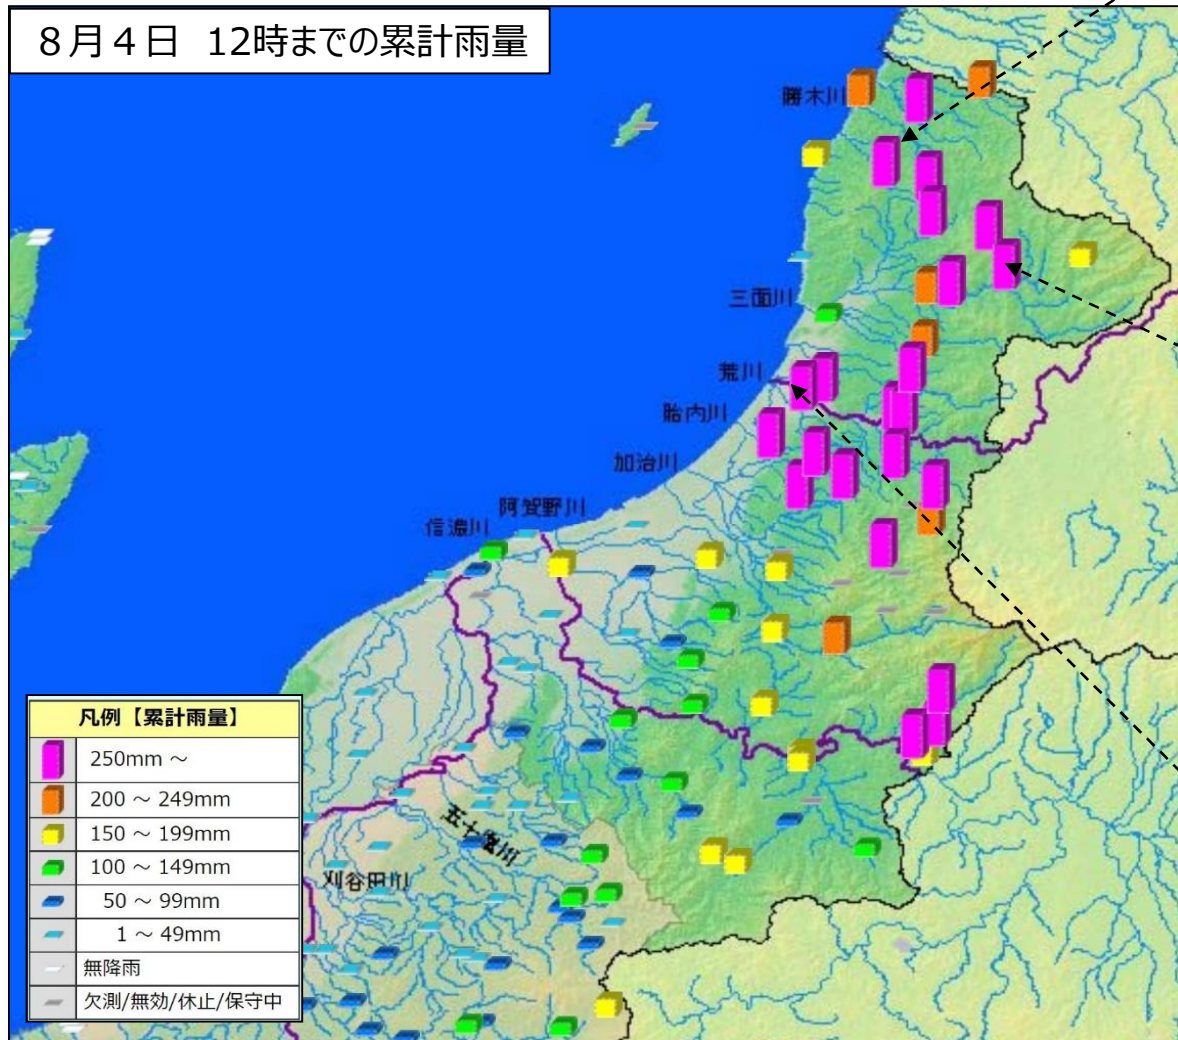 ８月４日 12時までの累計雨量
勝木川
三面川
荒川
胎内川
加治川
阿賀野川
信濃川
五十嵐川
刈谷田川
凡例【累計雨量】
250mm ～
200 ～ 249mm
150 ～ 199mm
100 ～ 149mm
50 ～ 99mm
1 ～ 49mm
無降雨
欠測/無効/休止/保守中